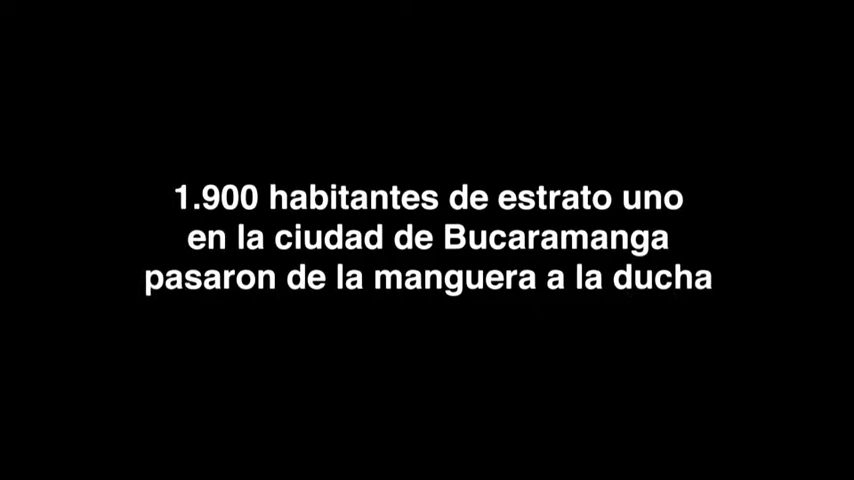 1.900 habitantes de estrato uno
en la ciudad de Bucaramanga
pasaron de la manguera a la ducha